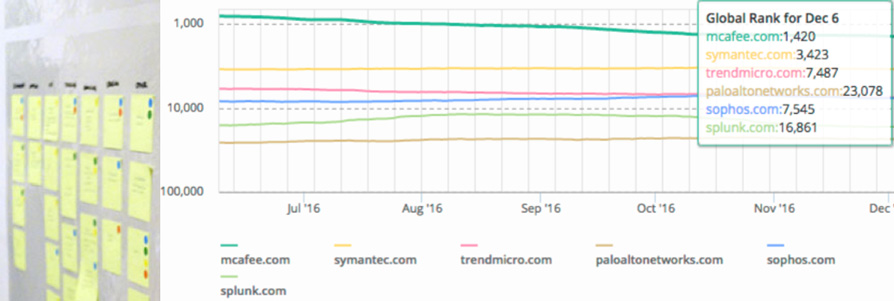 1,000
10,000
100,000
Jul '16
Aug '16
Sep '16
Oct '16
Nov '16
Dec '
Global Rank for Dec 6
mcafee.com:1,420
symantec.com:3,423
trendmicro.com:7,487
paloaltonetworks.com:23,078
sophos.com:7,545
splunk.com:16,861
mcafee.com
symantec.com
trendmicro.com
paloaltonetworks.com
sophos.com
splunk.com